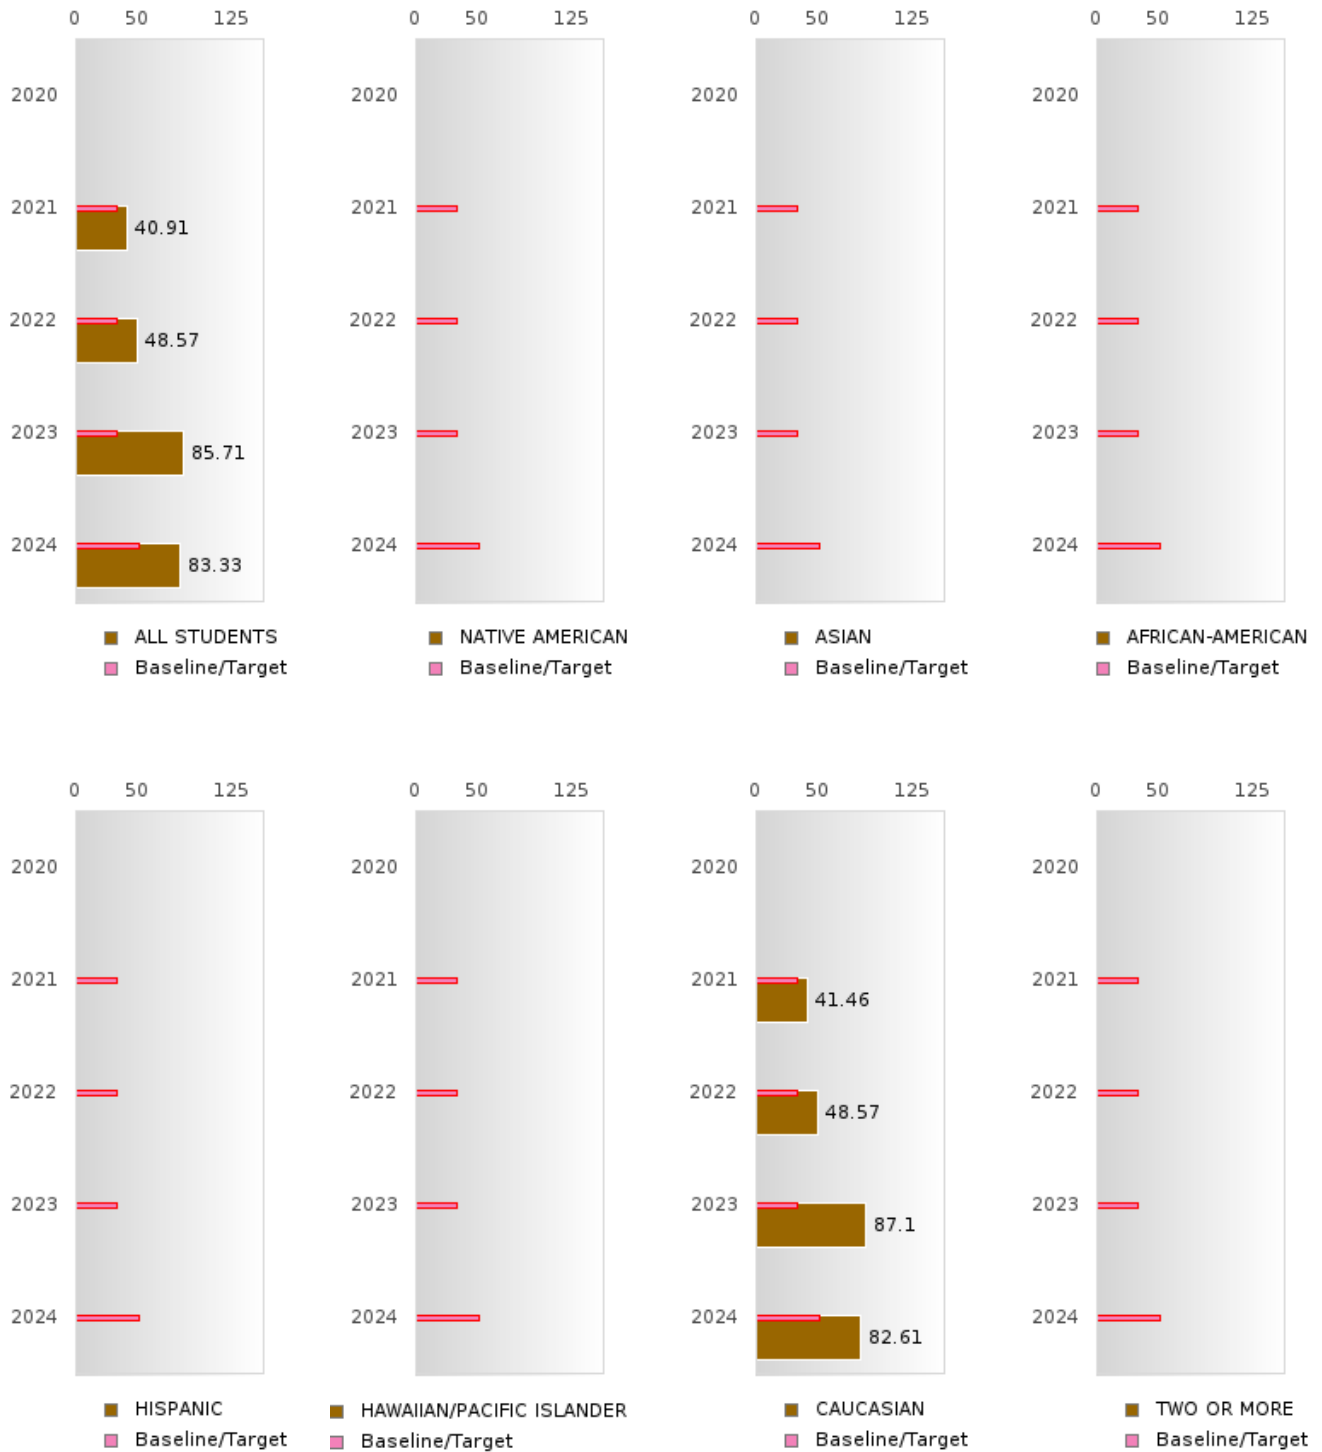 0 50 125 0 50 125 0 50 125 0 50 125
2020 2020 2020 2020
2021 40.91 2021 2021 2021
2022 48.57 2022 2022 2022
2023 85.71 2023 2023 2023
2024 83.33 2024 2024 2024
ALL STUDENTS NATIVE AMERICAN ASIAN AFRICAN-AMERICAN
Baseline/Target Baseline/Target Baseline/Target Baseline/Target
0 50 125 0 50 125 0 50 125 0 50 125
2020 2020 2020 2020
2021 2021 2021 41.46 2021
2022 2022 2022 48.57 2022
2023 2023 2023 87.1 2023
2024 2024 2024 82.61 2024
HISPANIC HAWAIIAN/PACIFIC ISLANDER CAUCASIAN TWO OR MORE
Baseline/Target Baseline/Target Baseline/Target Baseline/Target